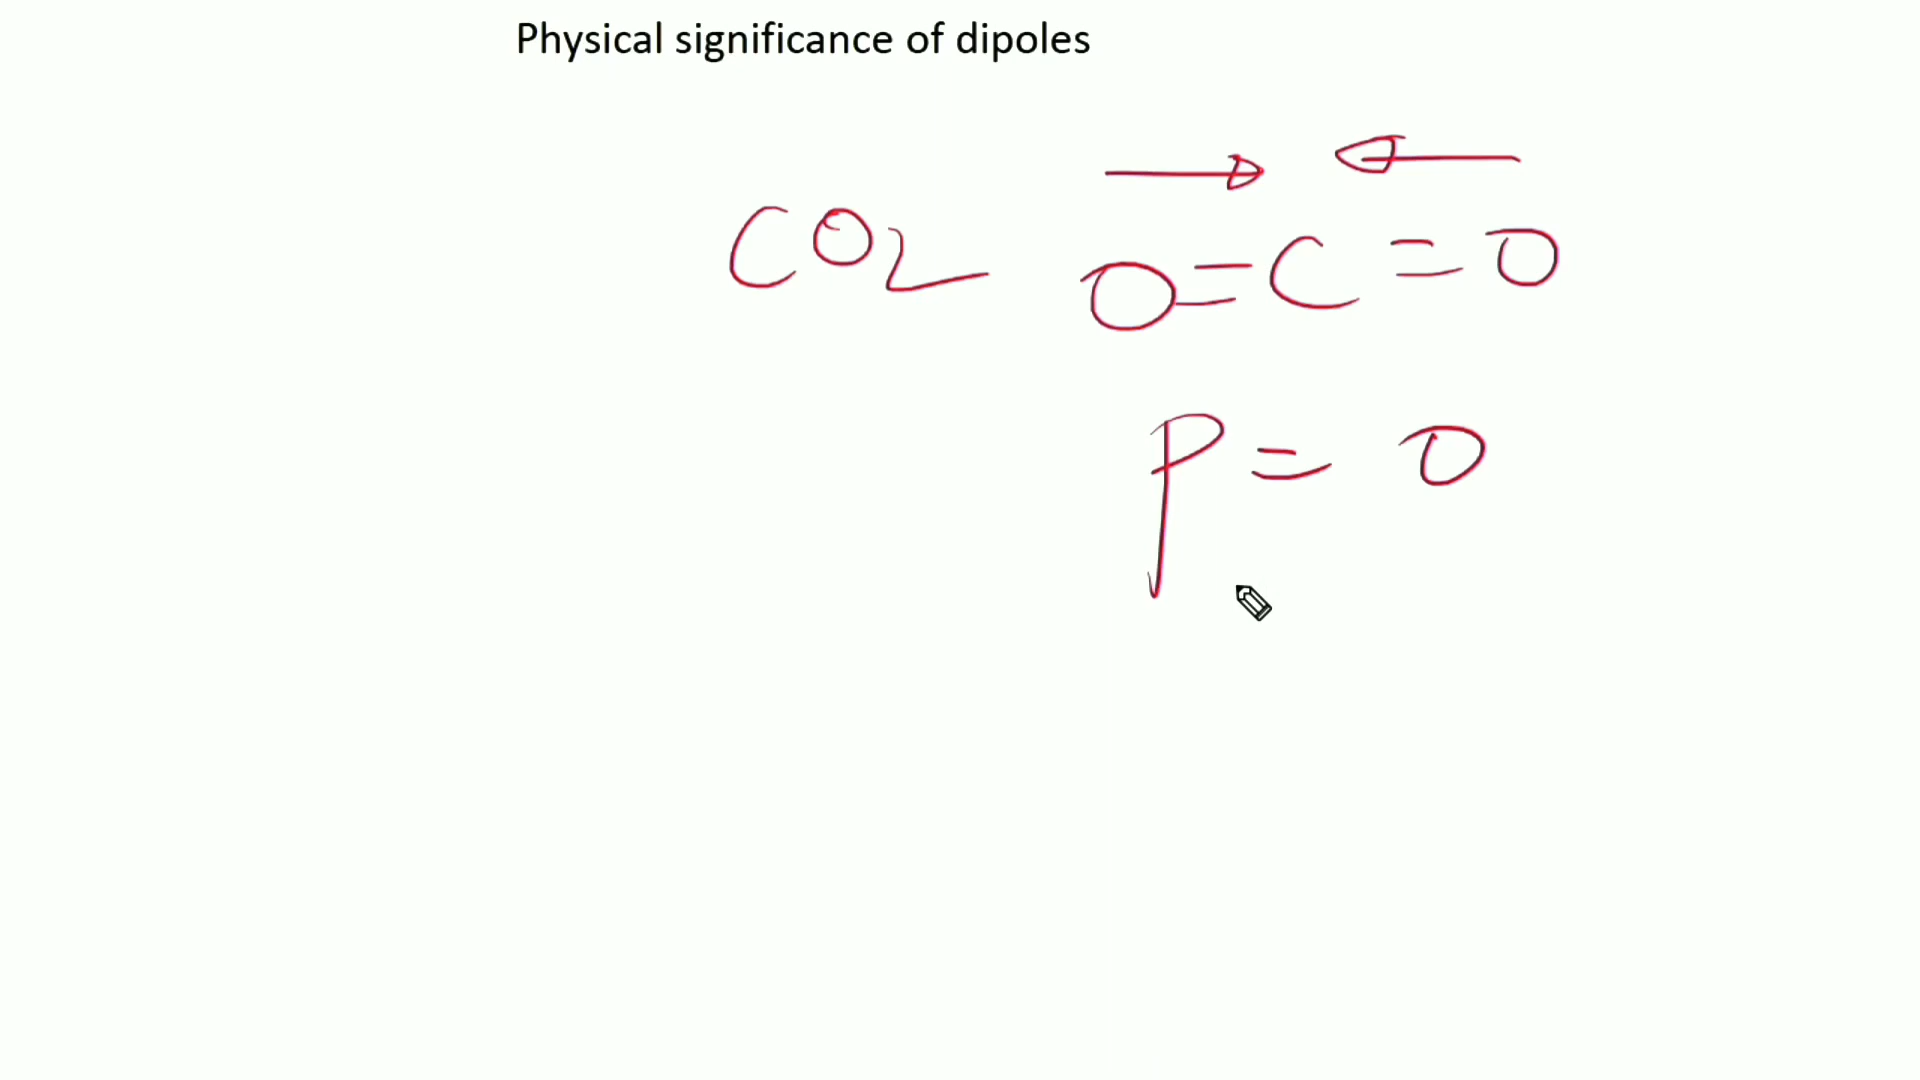 Physical significance of dipoles
CO2 O=C=O
P= 0